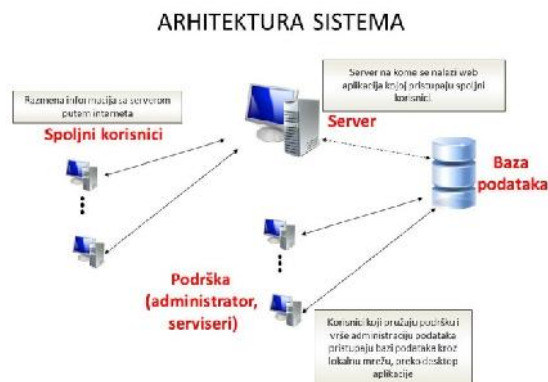 ARHITEKTURA SISTEMA
Razmena informacija sa serverom
putem interneta
Spoljni korisnici
Server na kome se nalazi web
aplikacija kojoj pristupaju spoljni
korisnici
Server
Baza
podataka
Podrška
(administrator,
serviseri)
Korisnici koji pružaju podršku i
vrše administraciju podataka
pristupaju bazi podataka kroz
lokalnu mrežu, preko desktop
aplikacije